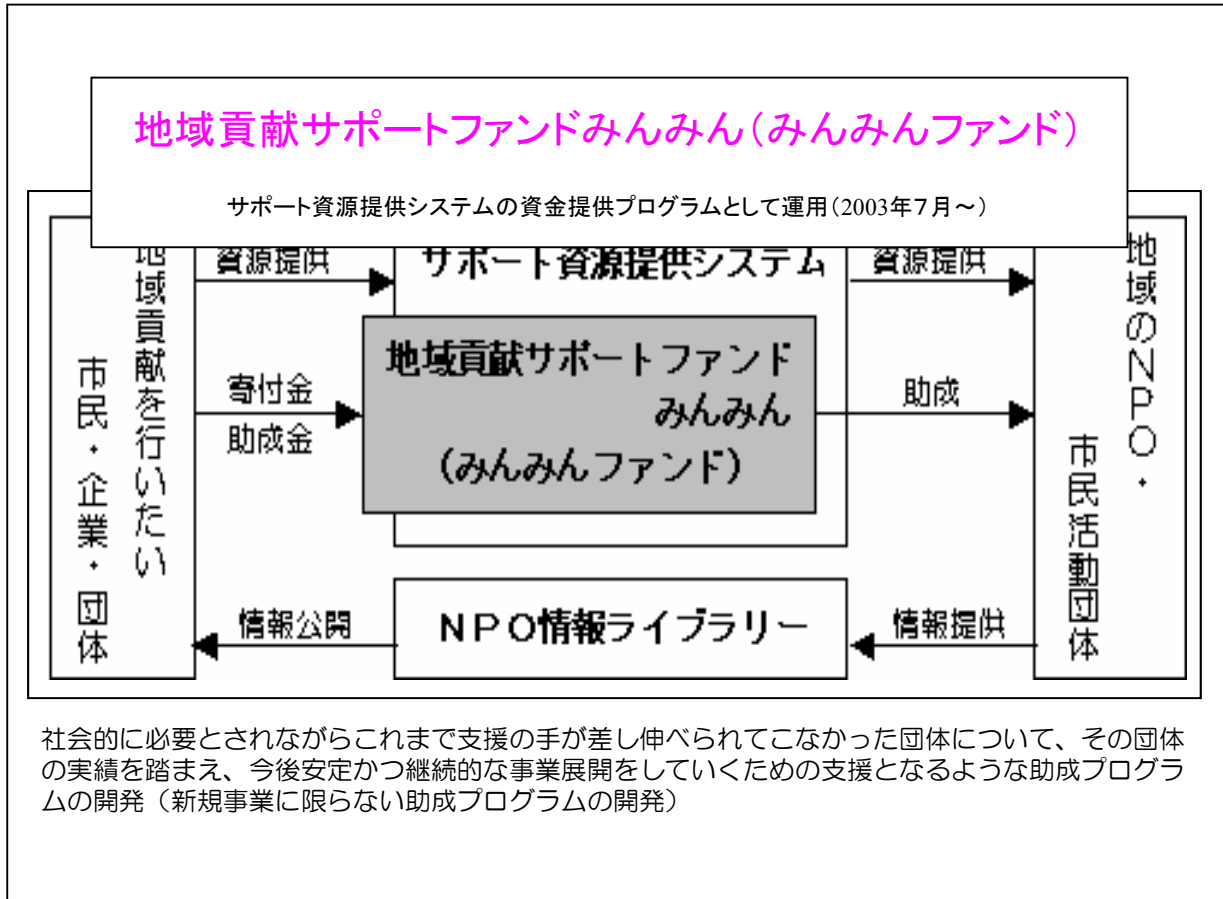 地域貢献サポートファンドみんみん（みんみんファンド）
サポート資源提供システムの資金提供プログラムとして運用（2003年７月～）
地域貢献を行いたい
市民・企業・団体
資源提供
寄付金
助成金
情報公開
サポート資源提供システム
地域貢献サポートファンド
みんみん
（みんみんファンド）
ＮＰＯ情報ライブラリー
資源提供
助成
情報提供
地域のＮＰＯ・
市民活動団体
社会的に必要とされながらこれまで支援の手が差し伸べられてこなかった団体について、その団体
の実績を踏まえ、今後安定かつ継続的な事業展開をしていくための支援となるような助成プログラ
ムの開発（新規事業に限らない助成プログラムの開発）